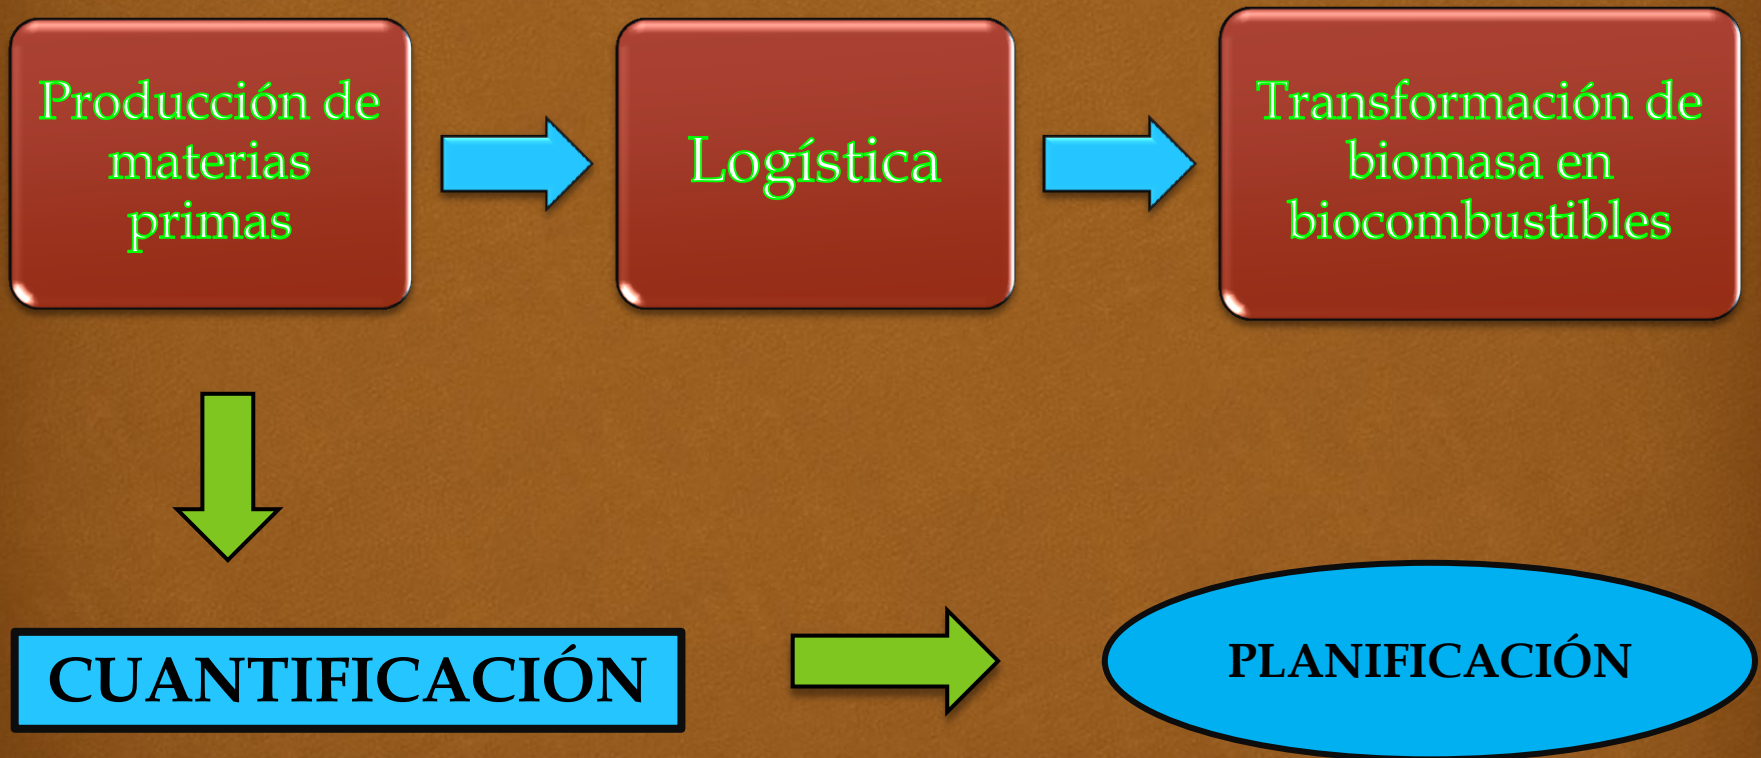 Producción de
materias
primas
Logística
Transformación de
biomasa en
biocombustibles
CUANTIFICACIÓN
PLANIFICACIÓN